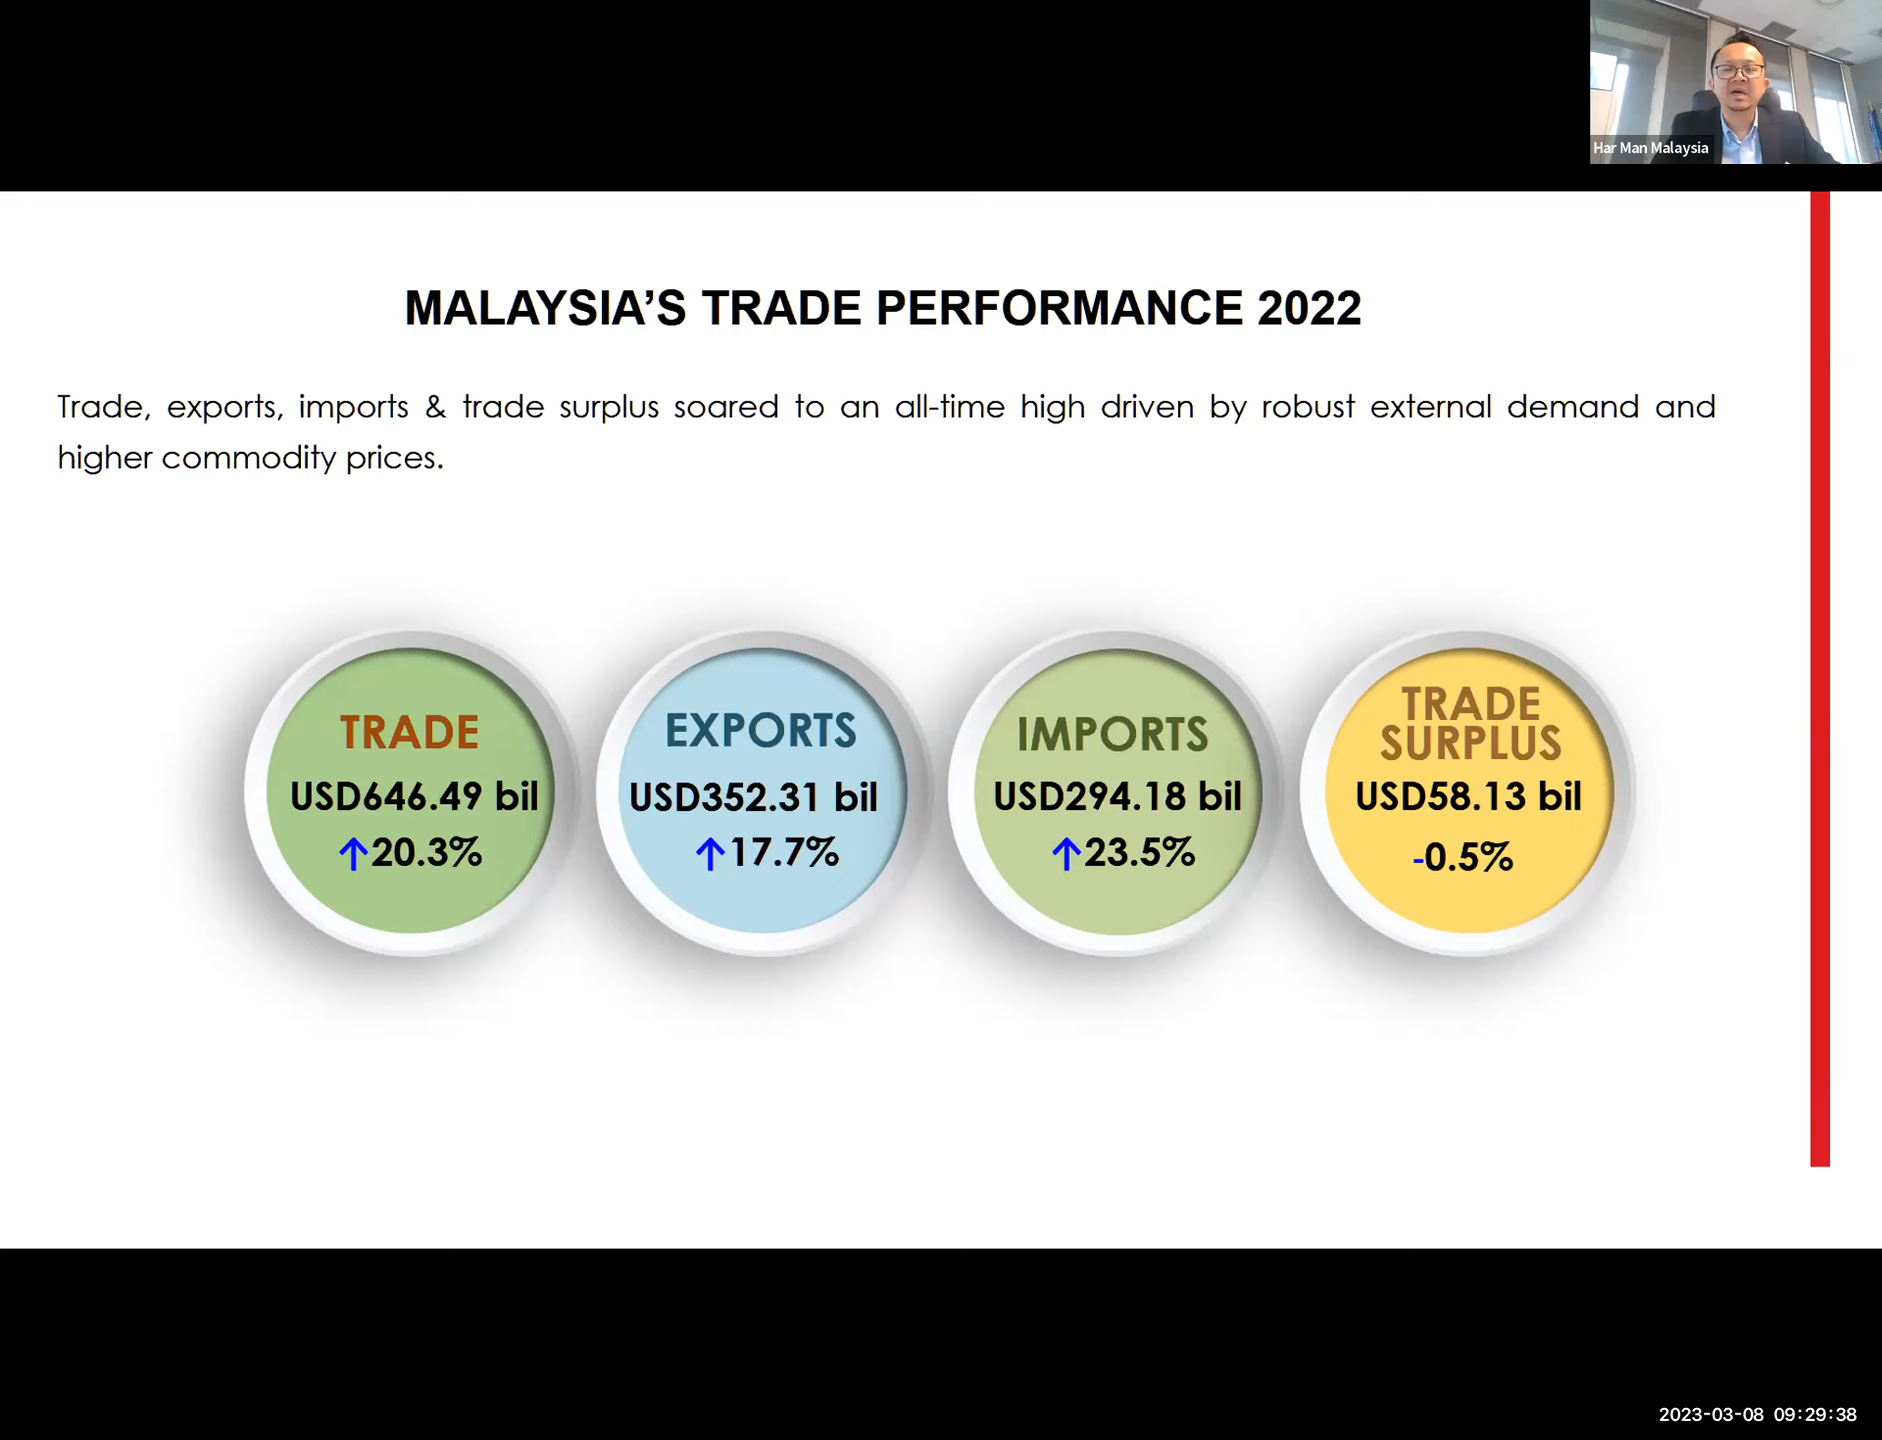 Har Man Malaysia
MALAYSIA’S TRADE PERFORMANCE 2022
Trade, exports, imports & trade surplus soared to an all-time high driven by robust external demand and
higher commodity prices.
TRADE
USD646.49 bil
↑20.3%
EXPORTS
USD352.31 bil
↑17.7%
IMPORTS
USD294.18 bil
↑23.5%
TRADE
SURPLUS
USD58.13 bil
-0.5%
2023-03-08 09:29:38